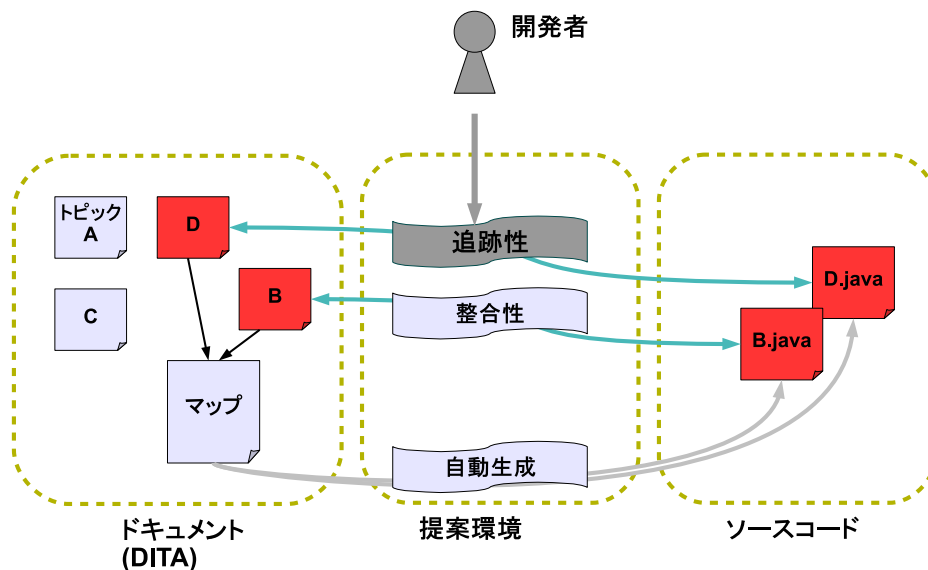 開発者
トピック
A
D
C
B
マップ
追跡性
整合性
自動生成
D.java
B.java
ドキュメント
(DITA)
提案環境
ソースコード